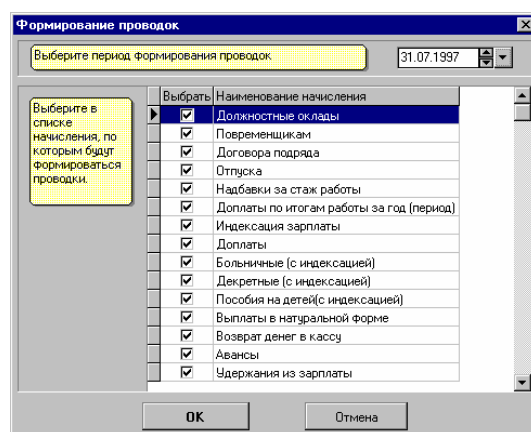 Формирование проводок
Выберите период формирования проводок
31.07.1997
Выберите в
списке
начисления, по
которым будут
формироваться
проводки.
Выбрать Наименование начисления
Должностные оклады
Повременщикам
Договора подряда
Отпуска
Надбавки за стаж работы
Доплаты по итогам работы за год (период)
Индексация зарплаты
Доплаты
Больничные (с индексацией)
Декретные (с индексацией)
Пособия на детей(с индексацией)
Выплаты в натуральной форме
Возврат денег в кассу
Авансы
Удержания из зарплаты
OK
Отмена